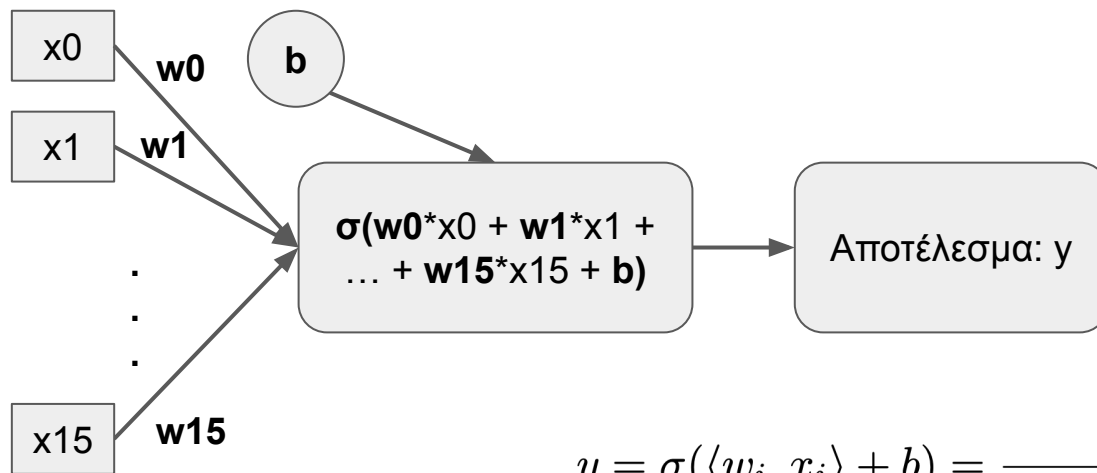 x0
w0
b
x1
w1
σ(w0*x0 + w1*x1 +
… + w15*x15 + b)
Αποτέλεσμα: y
.
.
.
x15
w15